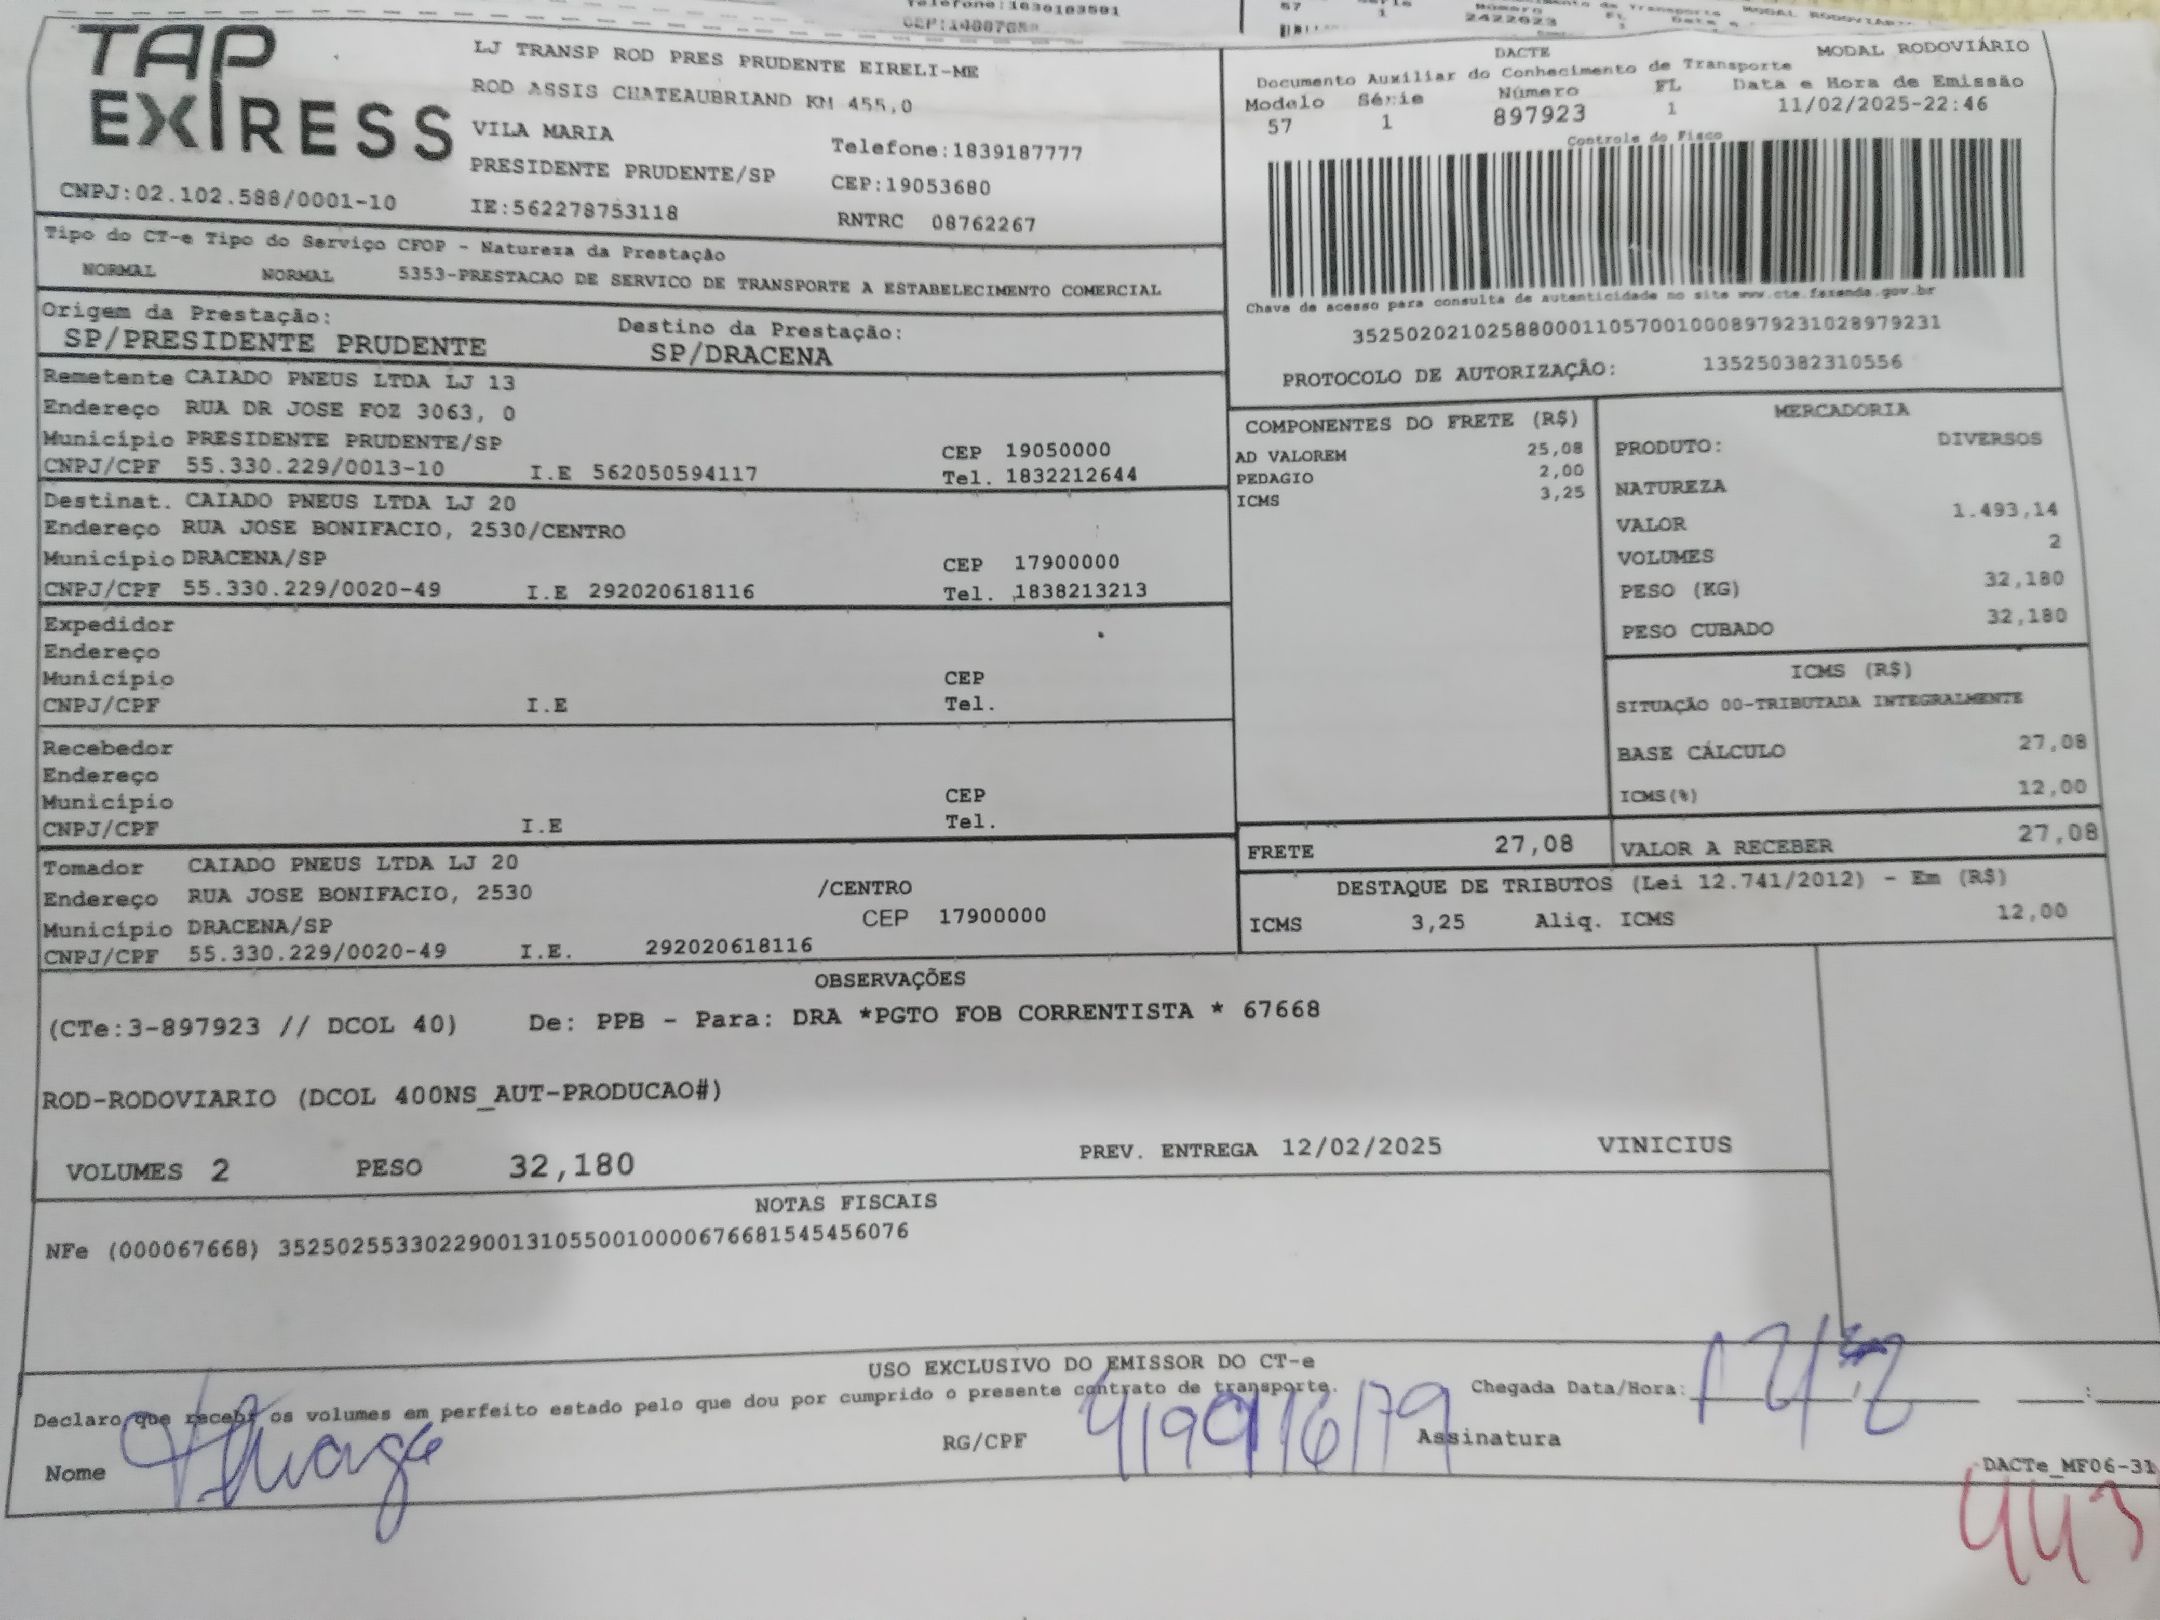 TAP
EXPRESS
CNPJ:02.102.588/0001-10
LJ TRANSP ROD PRES PRUDENTE EIRELI-ME
ROD ASSIS CHATEAUBRIAND KM 455,0
VILA MARIA
Telefone:1839187777
PRESIDENTE PRUDENTE/SP
CEP:19053680
IE:562278753118
RNTRC 08762267
DACTE
MODAL RODOVIÁRIO
Documento Auxiliar do Conhecimento de Transporte
Modelo Série Número FL Data e Hora de Emissão
57 1 897923 1 11/02/2025-22:46
Controle do Fisco
Chave de acesso para consulta de autenticidade no site www.cte.fazenda.gov.br
35250202102588000110570010008979231028979231
PROTOCOLO DE AUTORIZAÇÃO: 135250382310556
Tipo do CT-e Tipo do Serviço CFOP - Natureza da Prestação
NORMAL NORMAL 5353-PRESTACAO DE SERVICO DE TRANSPORTE A ESTABELECIMENTO COMERCIAL
Origem da Prestação: Destino da Prestação:
SP/PRESIDENTE PRUDENTE SP/DRACENA
Remetente CAIADO PNEUS LTDA LJ 13
Endereço RUA DR JOSE FOZ 3063, 0
Município PRESIDENTE PRUDENTE/SP CEP 19050000
CNPJ/CPF 55.330.229/0013-10 I.E 562050594117 Tel. 1832212644
Destinat. CAIADO PNEUS LTDA LJ 20
Endereço RUA JOSE BONIFACIO, 2530/CENTRO
Município DRACENA/SP CEP 17900000
CNPJ/CPF 55.330.229/0020-49 I.E 292020618116 Tel. 1838213213
Expedidor
Endereço
Município CEP
CNPJ/CPF I.E Tel.
Recebedor
Endereço
Município CEP
CNPJ/CPF I.E Tel.
Tomador CAIADO PNEUS LTDA LJ 20
Endereço RUA JOSE BONIFACIO, 2530 /CENTRO
Município DRACENA/SP CEP 17900000
CNPJ/CPF 55.330.229/0020-49 I.E. 292020618116
COMPONENTES DO FRETE (R$)
AD VALOREM 25,08
PEDAGIO 2,00
ICMS 3,25
MERCADORIA
PRODUTO: DIVERSOS
NATUREZA
VALOR 1.493,14
VOLUMES 2
PESO (KG) 32,180
PESO CUBADO 32,180
ICMS (R$)
SITUAÇÃO 00-TRIBUTADA INTEGRALMENTE
BASE CÁLCULO 27,08
ICMS(%) 12,00
FRETE 27,08 VALOR A RECEBER 27,08
DESTAQUE DE TRIBUTOS (Lei 12.741/2012) - Em (R$)
ICMS 3,25 Aliq. ICMS 12,00
OBSERVAÇÕES
(CTe:3-897923 // DCOL 40) De: PPB - Para: DRA *PGTO FOB CORRENTISTA * 67668
ROD-RODOVIARIO (DCOL 400NS_AUT-PRODUCAO#)
VOLUMES 2 PESO 32,180 PREV. ENTREGA 12/02/2025 VINICIUS
NOTAS FISCAIS
NFe (000067668) 35250255330229001310550010000676681545456076
USO EXCLUSIVO DO EMISSOR DO CT-e
Declaro que recebi os volumes em perfeito estado pelo que dou por cumprido o presente contrato de transporte.
Chegada Data/Hora:
Nome RG/CPF Assinatura
DACTe_MF06-31
443